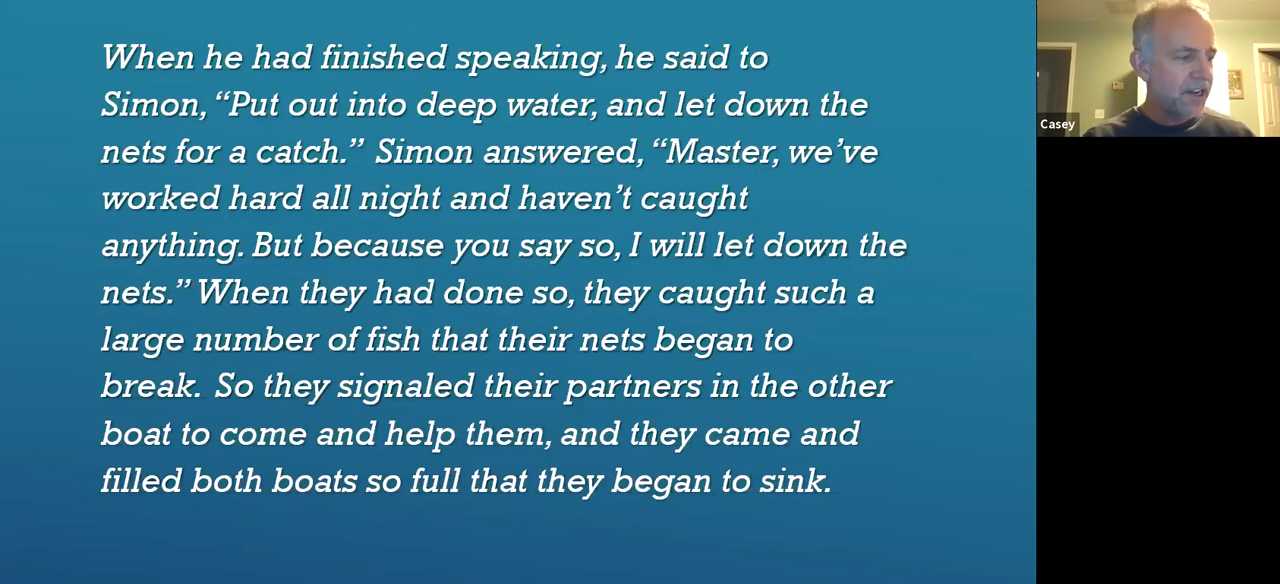 When he had finished speaking, he said to
Simon, “Put out into deep water, and let down the
nets for a catch.” Simon answered, “Master, we’ve
worked hard all night and haven’t caught
anything. But because you say so, I will let down the
nets.” When they had done so, they caught such a
large number of fish that their nets began to
break. So they signaled their partners in the other
boat to come and help them, and they came and
filled both boats so full that they began to sink.
Casey